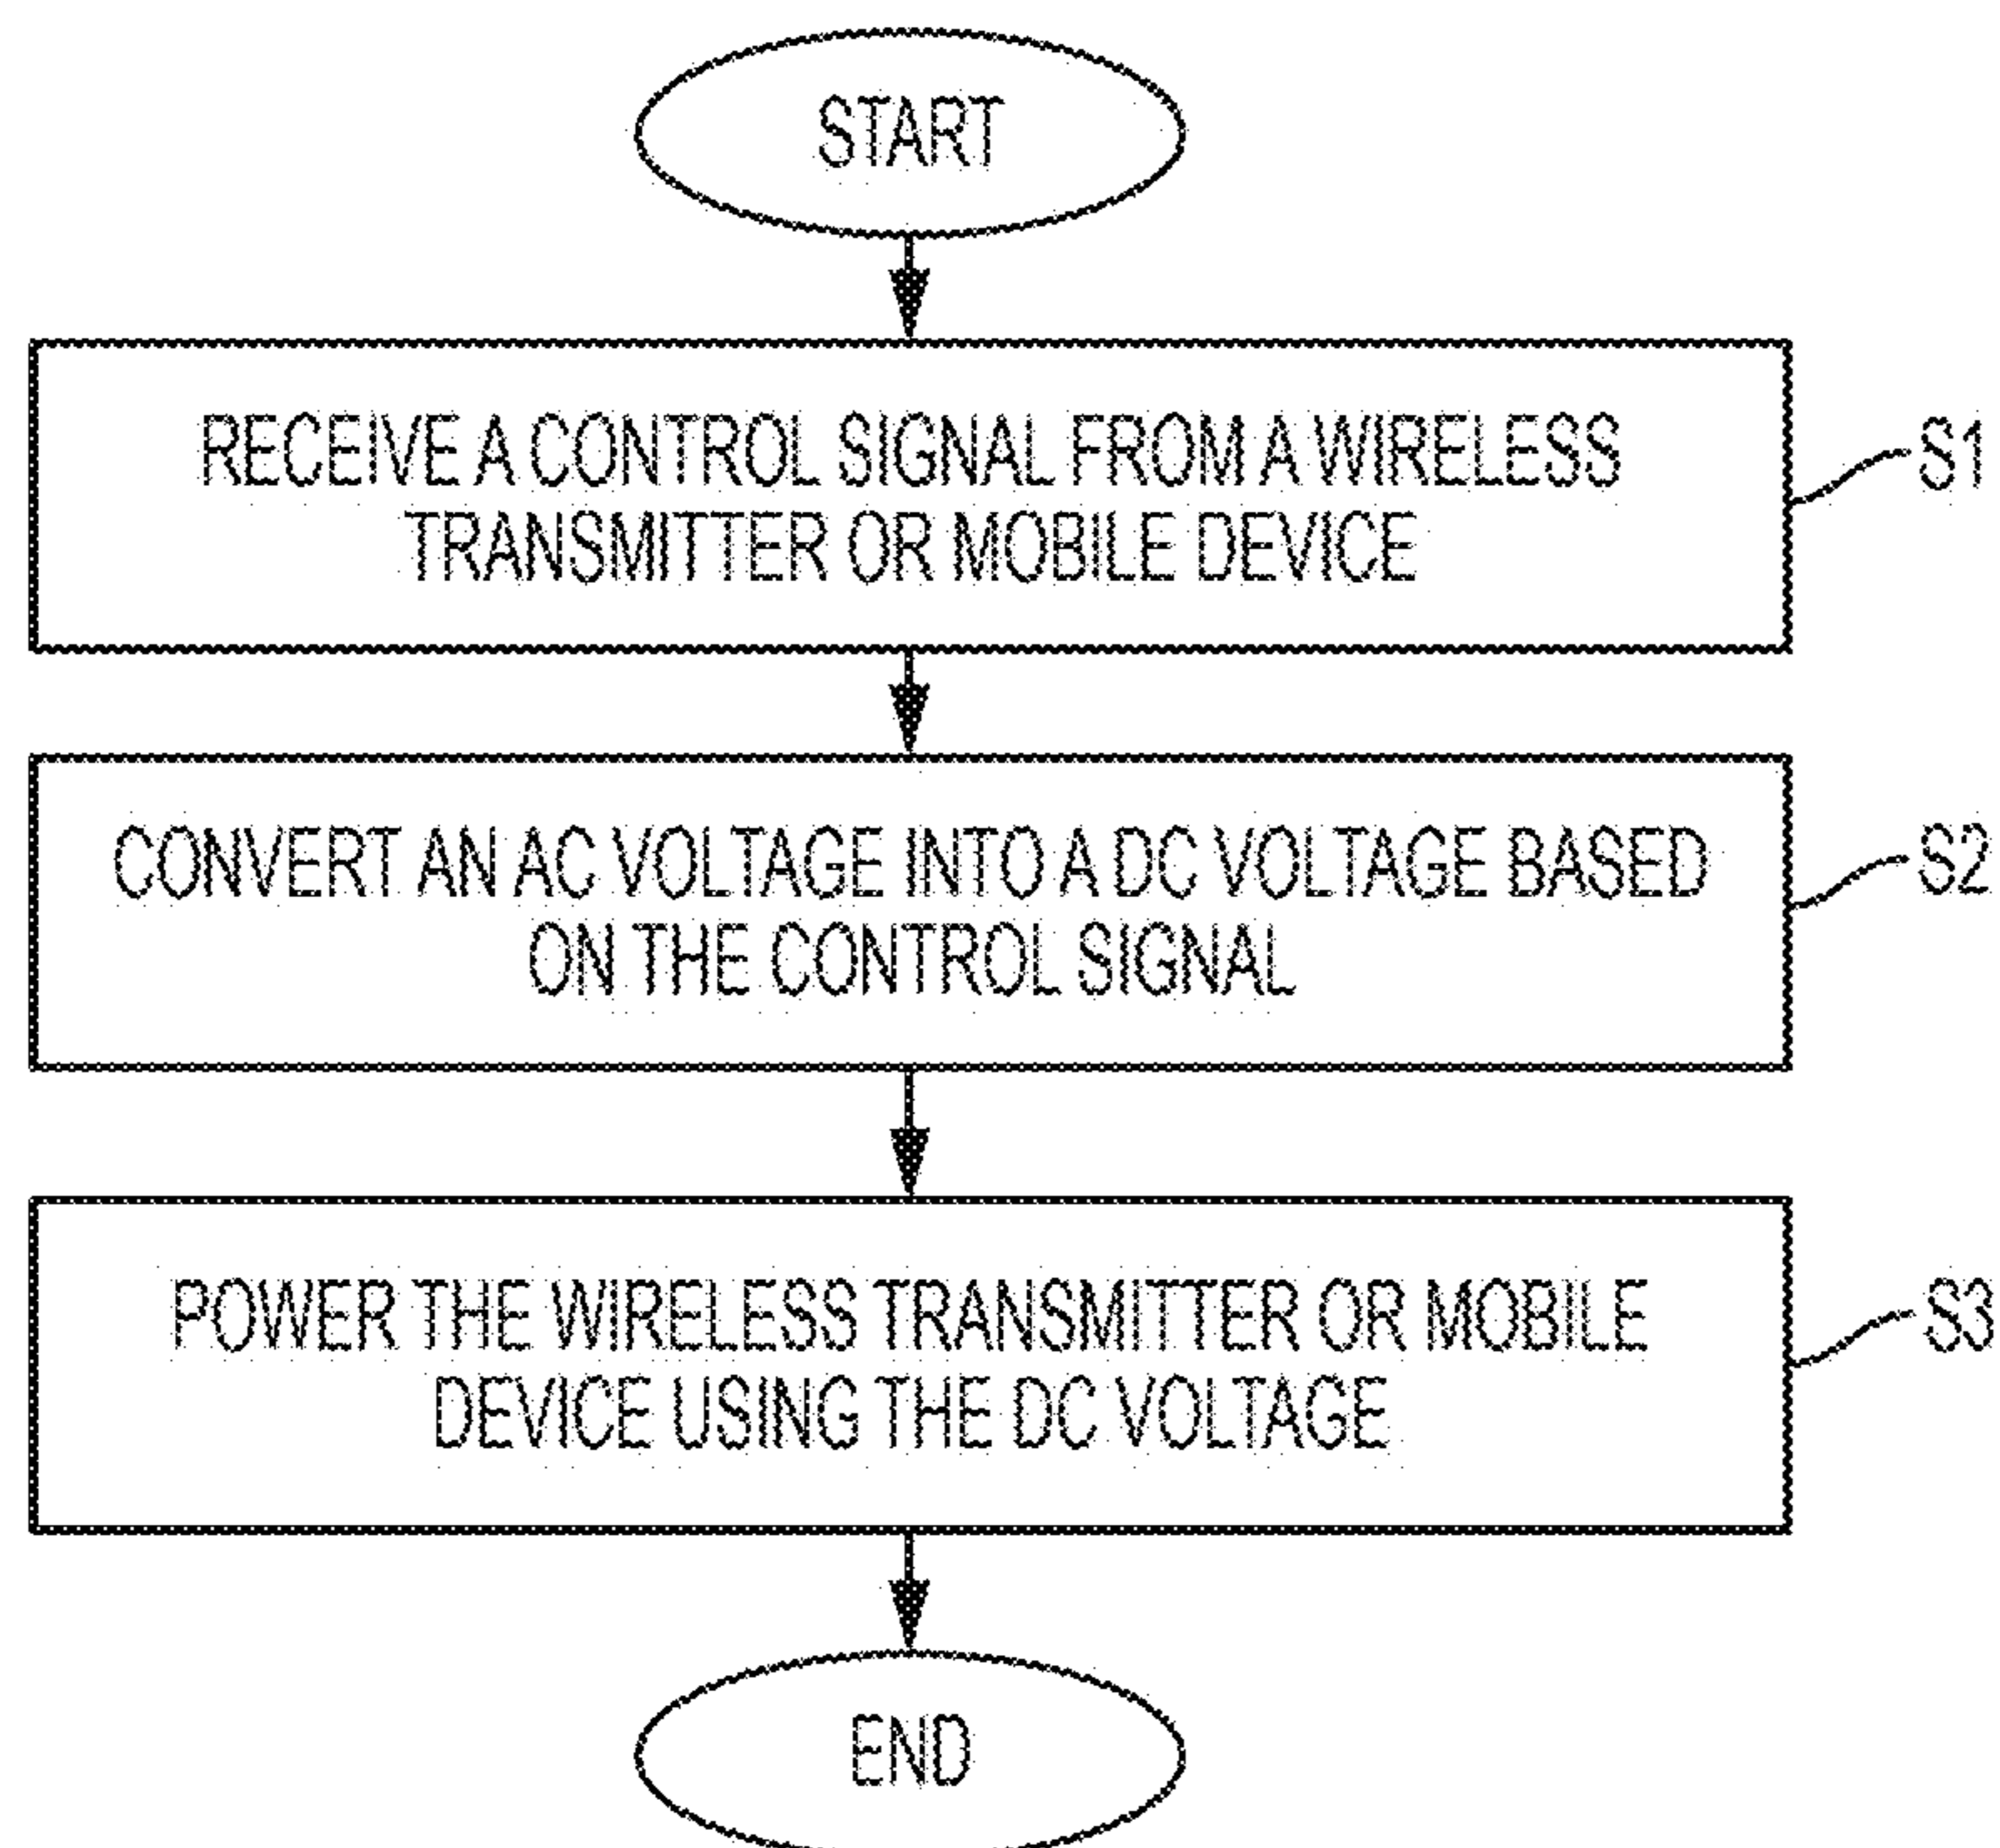 START
RECEIVE A CONTROL SIGNAL FROM A WIRELESS
TRANSMITTER OR MOBILE DEVICE
S1
CONVERT AN AC VOLTAGE INTO A DC VOLTAGE BASED
ON THE CONTROL SIGNAL
S2
POWER THE WIRELESS TRANSMITTER OR MOBILE
DEVICE USING THE DC VOLTAGE
S3
END